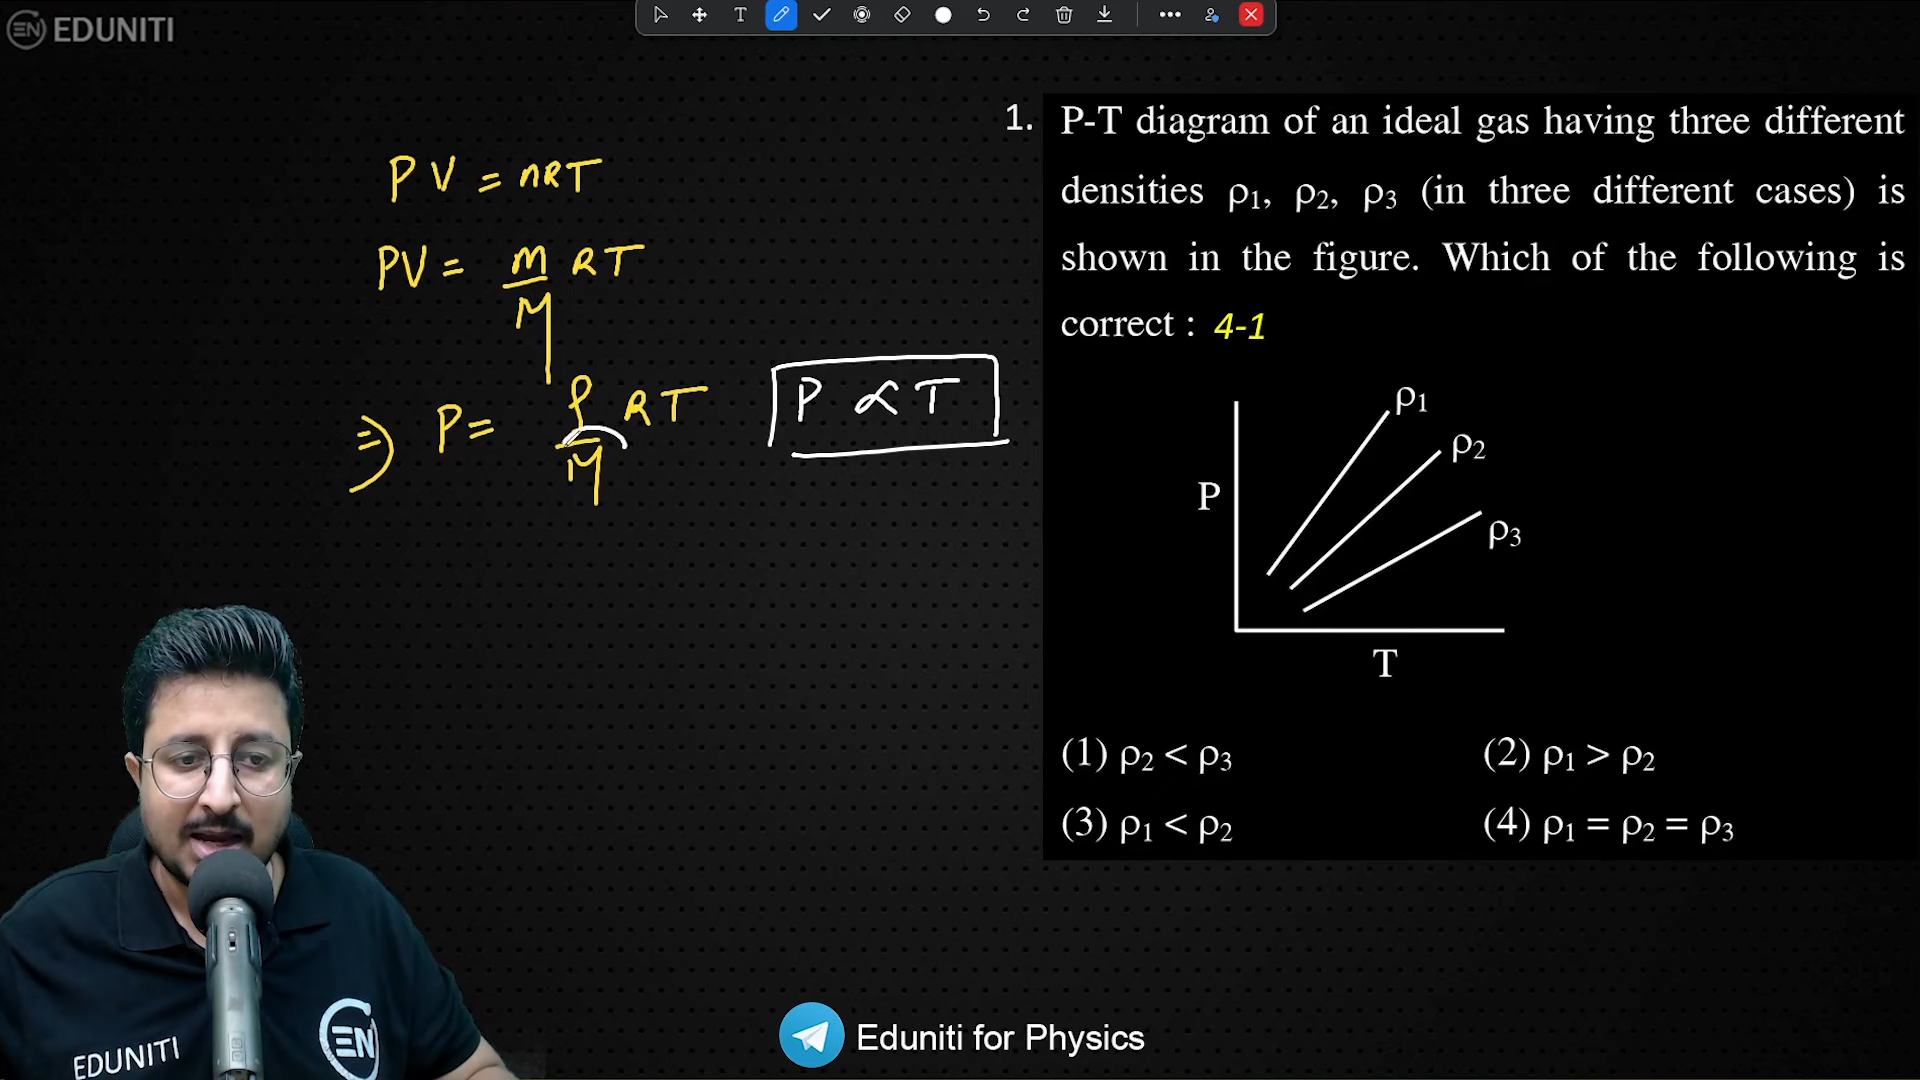 EN EDUNITI
T
PV = nRT
PV = m/M RT
⇒ P = ρ/M RT
P ∝ T
1. P-T diagram of an ideal gas having three different
densities ρ₁, ρ₂, ρ₃ (in three different cases) is
shown in the figure. Which of the following is
correct : 4-1
ρ₁
ρ₂
P
ρ₃
T
(1) ρ₂ < ρ₃ (2) ρ₁ > ρ₂
(3) ρ₁ < ρ₂ (4) ρ₁ = ρ₂ = ρ₃
EDUNITI
EN
Eduniti for Physics